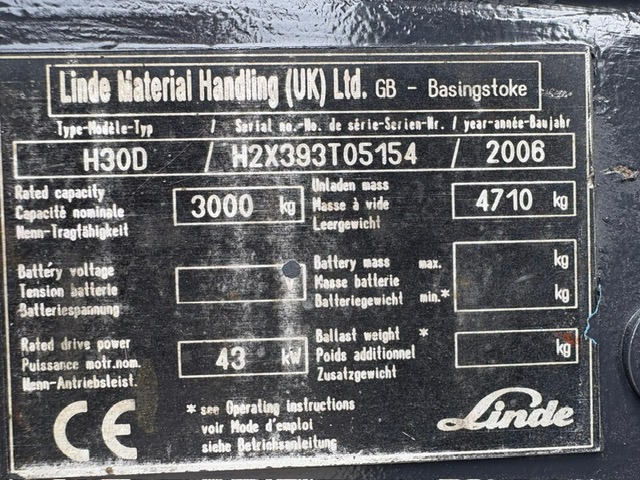 Linde Material Handling (UK) Ltd. GB - Basingstoke
Type-Modèle-Typ / Serial no.-No. de série-Serien-Nr. / year-année-Baujahr
H30D / H2X393T05154 / 2006
Rated capacity
Capacité nominale
Nenn-Tragfähigkeit
3000 kg
Unladen mass
Masse à vide
Leergewicht
4710 kg
Battery voltage
Tension batterie
Batteriespannung
Battery mass max.
Masse batterie
Batteriegewicht min.*
kg
kg
Rated drive power
Puissance motr.nom.
Nenn-Antriebsleist.
43 kW
Ballast weight *
Poids additionnel
Zusatzgewicht
kg
CE
* see Operating instructions
voir Mode d'emploi
siehe Betriebsanleitung
Linde